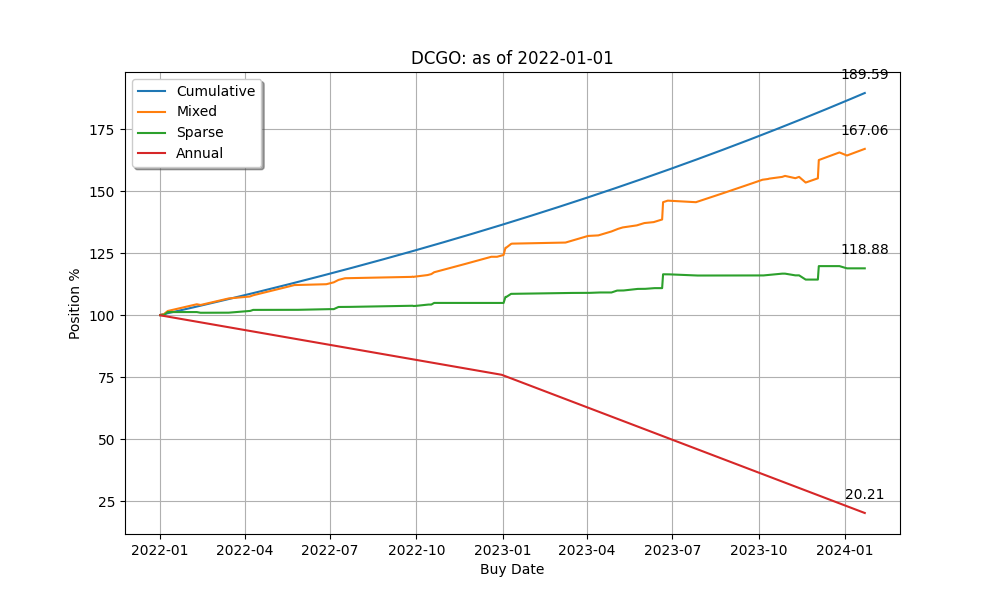 DCGO: as of 2022-01-01
189.59
Cumulative
Mixed
Sparse
Annual
167.06
118.88
20.21
175
150
125
100
75
50
25
Position %
2022-01 2022-04 2022-07 2022-10 2023-01 2023-04 2023-07 2023-10 2024-01
Buy Date